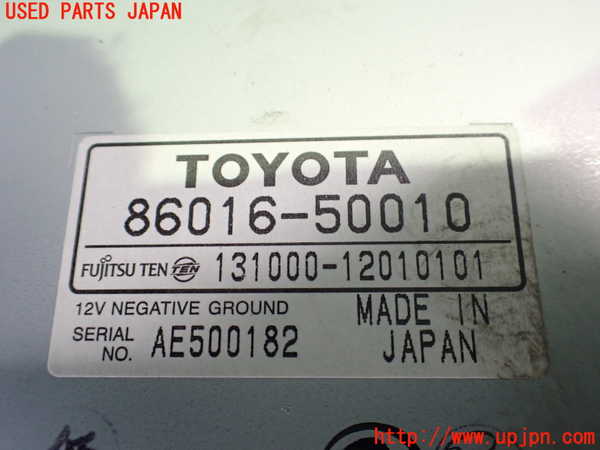 USED PARTS JAPAN
TOYOTA
86016-50010
FUJITSU TEN TEN 131000-12010101
12V NEGATIVE GROUND MADE IN
SERIAL NO. AE500182 JAPAN
http://www.upjpn.com/